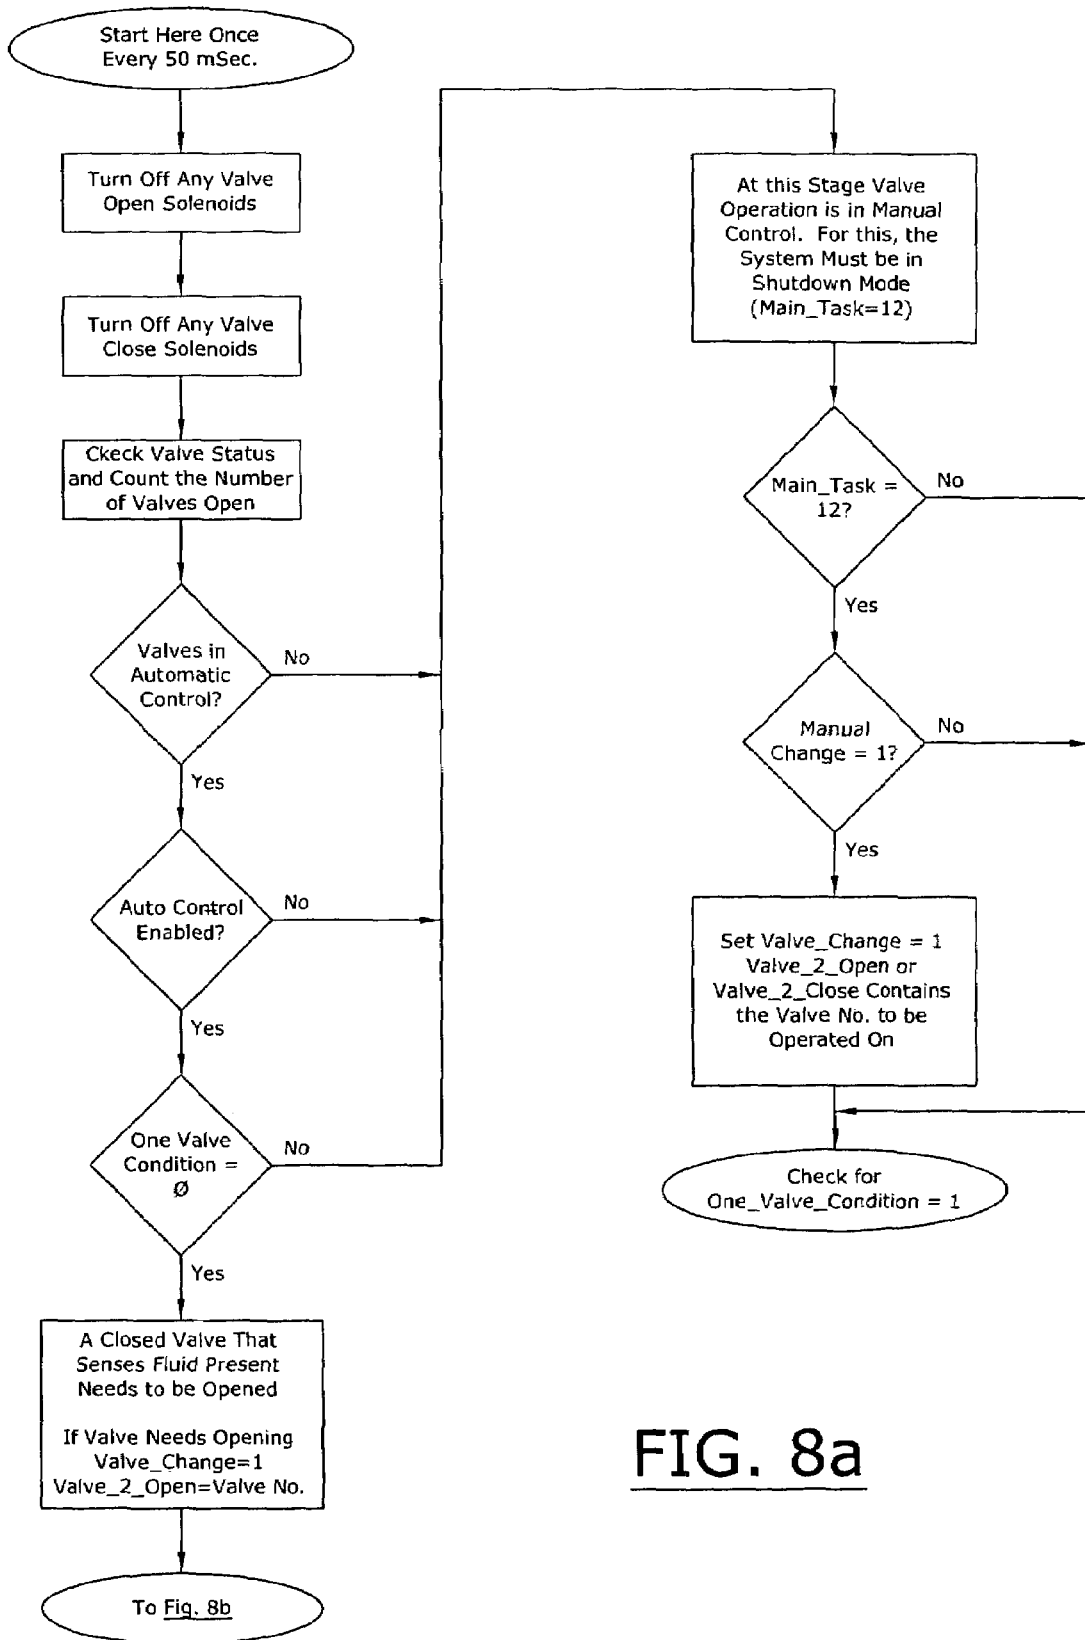 Start Here Once
Every 50 mSec.
Turn Off Any Valve
Open Solenoids
Turn Off Any Valve
Close Solenoids
Ckeck Valve Status
and Count the Number
of Valves Open
Valves in
Automatic
Control?
No
Yes
Auto Control
Enabled?
No
Yes
One Valve
Condition =
Ø
No
Yes
A Closed Valve That
Senses Fluid Present
Needs to be Opened
If Valve Needs Opening
Valve_Change=1
Valve_2_Open=Valve No.
To Fig. 8b
At this Stage Valve
Operation is in Manual
Control. For this, the
System Must be in
Shutdown Mode
(Main_Task=12)
Main_Task =
12?
No
Yes
Manual
Change = 1?
No
Yes
Set Valve_Change = 1
Valve_2_Open or
Valve_2_Close Contains
the Valve No. to be
Operated On
Check for
One_Valve_Condition = 1
FIG. 8a